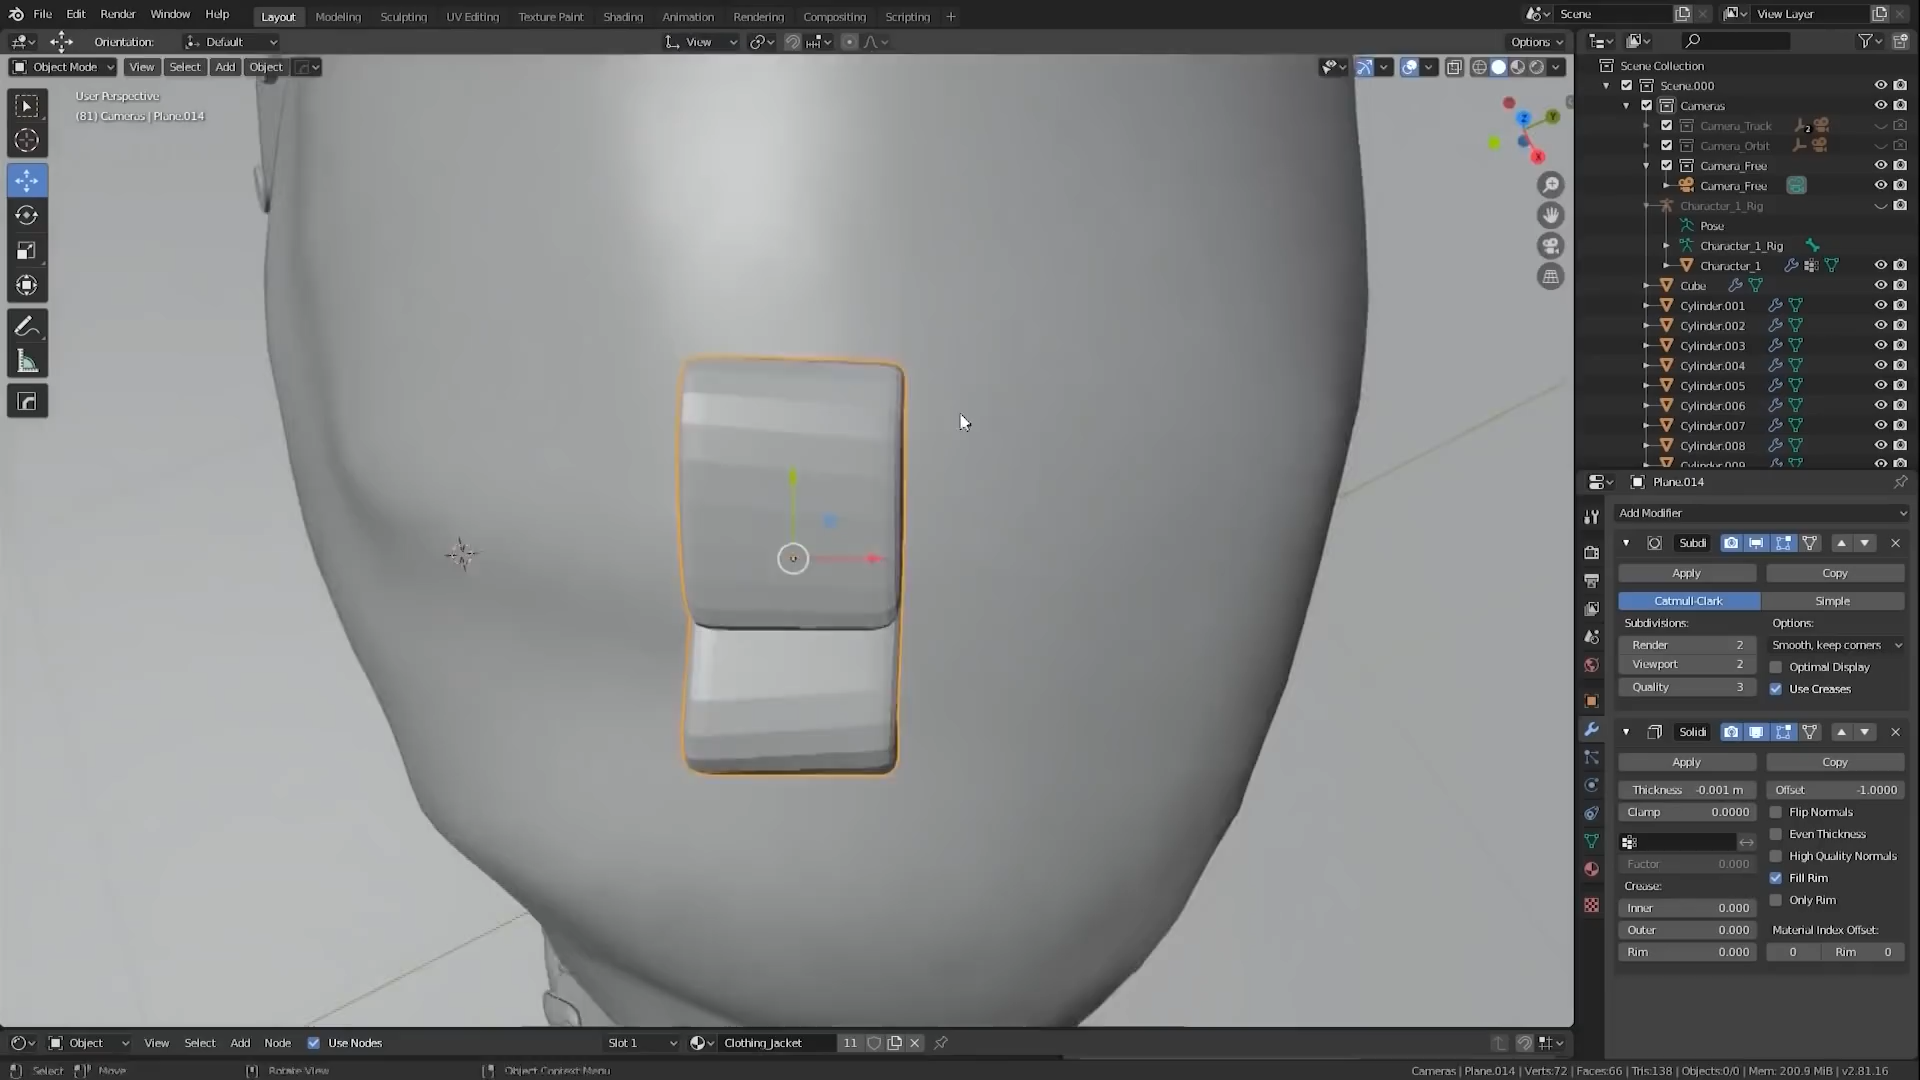 File Edit Render Window Help Layout Modeling Sculpting UV Editing Texture Paint Shading Animation Rendering Compositing Scripting + Scene View Layer
Orientation: Default View Options
Object Mode View Select Add Object
User Perspective
(81) Cameras | Plane.014
Z Y X
Scene Collection
Scene.000
Cameras
Camera_Track 2
Camera_Orbit
Camera_Free
Camera_Free
Character_1_Rig
Pose
Character_1_Rig
Character_1
Cube
Cylinder.001
Cylinder.002
Cylinder.003
Cylinder.004
Cylinder.005
Cylinder.006
Cylinder.007
Cylinder.008
Cylinder.009
Plane.014
Add Modifier
Subdi
Apply Copy
Catmull-Clark Simple
Subdivisions: Options:
Render 2 Smooth, keep corners
Viewport 2 Optimal Display
Quality 3 Use Creases
Solidi
Apply Copy
Thickness -0.001 m Offset -1.0000
Clamp 0.0000 Flip Normals
Even Thickness
High Quality Normals
Factor 0.000
Fill Rim
Crease:
Only Rim
Inner 0.000
Outer 0.000 Material Index Offset:
Rim 0.000 0 Rim 0
Object View Select Add Node Use Nodes Slot 1 Clothing_Jacket 11
Select Move Rotate View Object Context Menu Cameras | Plane.014 | Verts:72 | Faces:66 | Tris:138 | Objects:0/0 | Mem: 200.9 MiB | v2.81.16